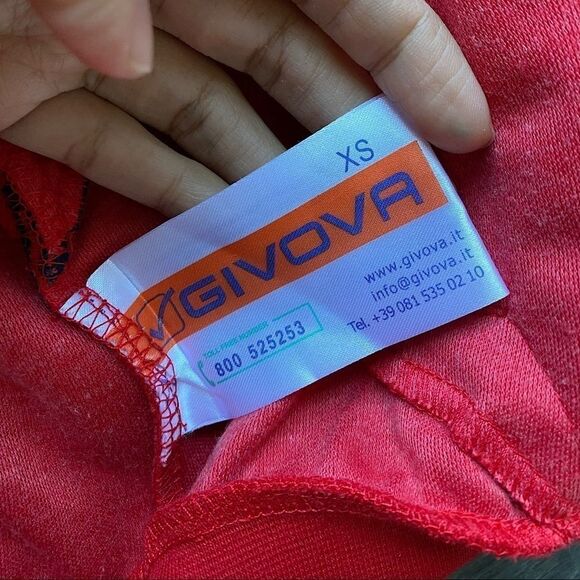 XS
GIVOVA
www.givova.it
info@givova.it
Tel. +39 081 535 02 10
TOLL FREE NUMBER
800 525253